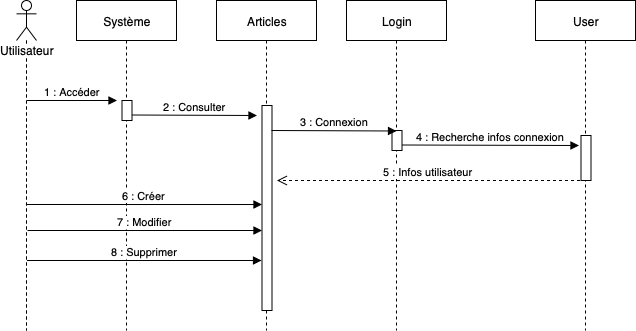 Système
Articles
Login
User
Utilisateur
1 : Accéder
2 : Consulter
3 : Connexion
4 : Recherche infos connexion
5 : Infos utilisateur
6 : Créer
7 : Modifier
8 : Supprimer